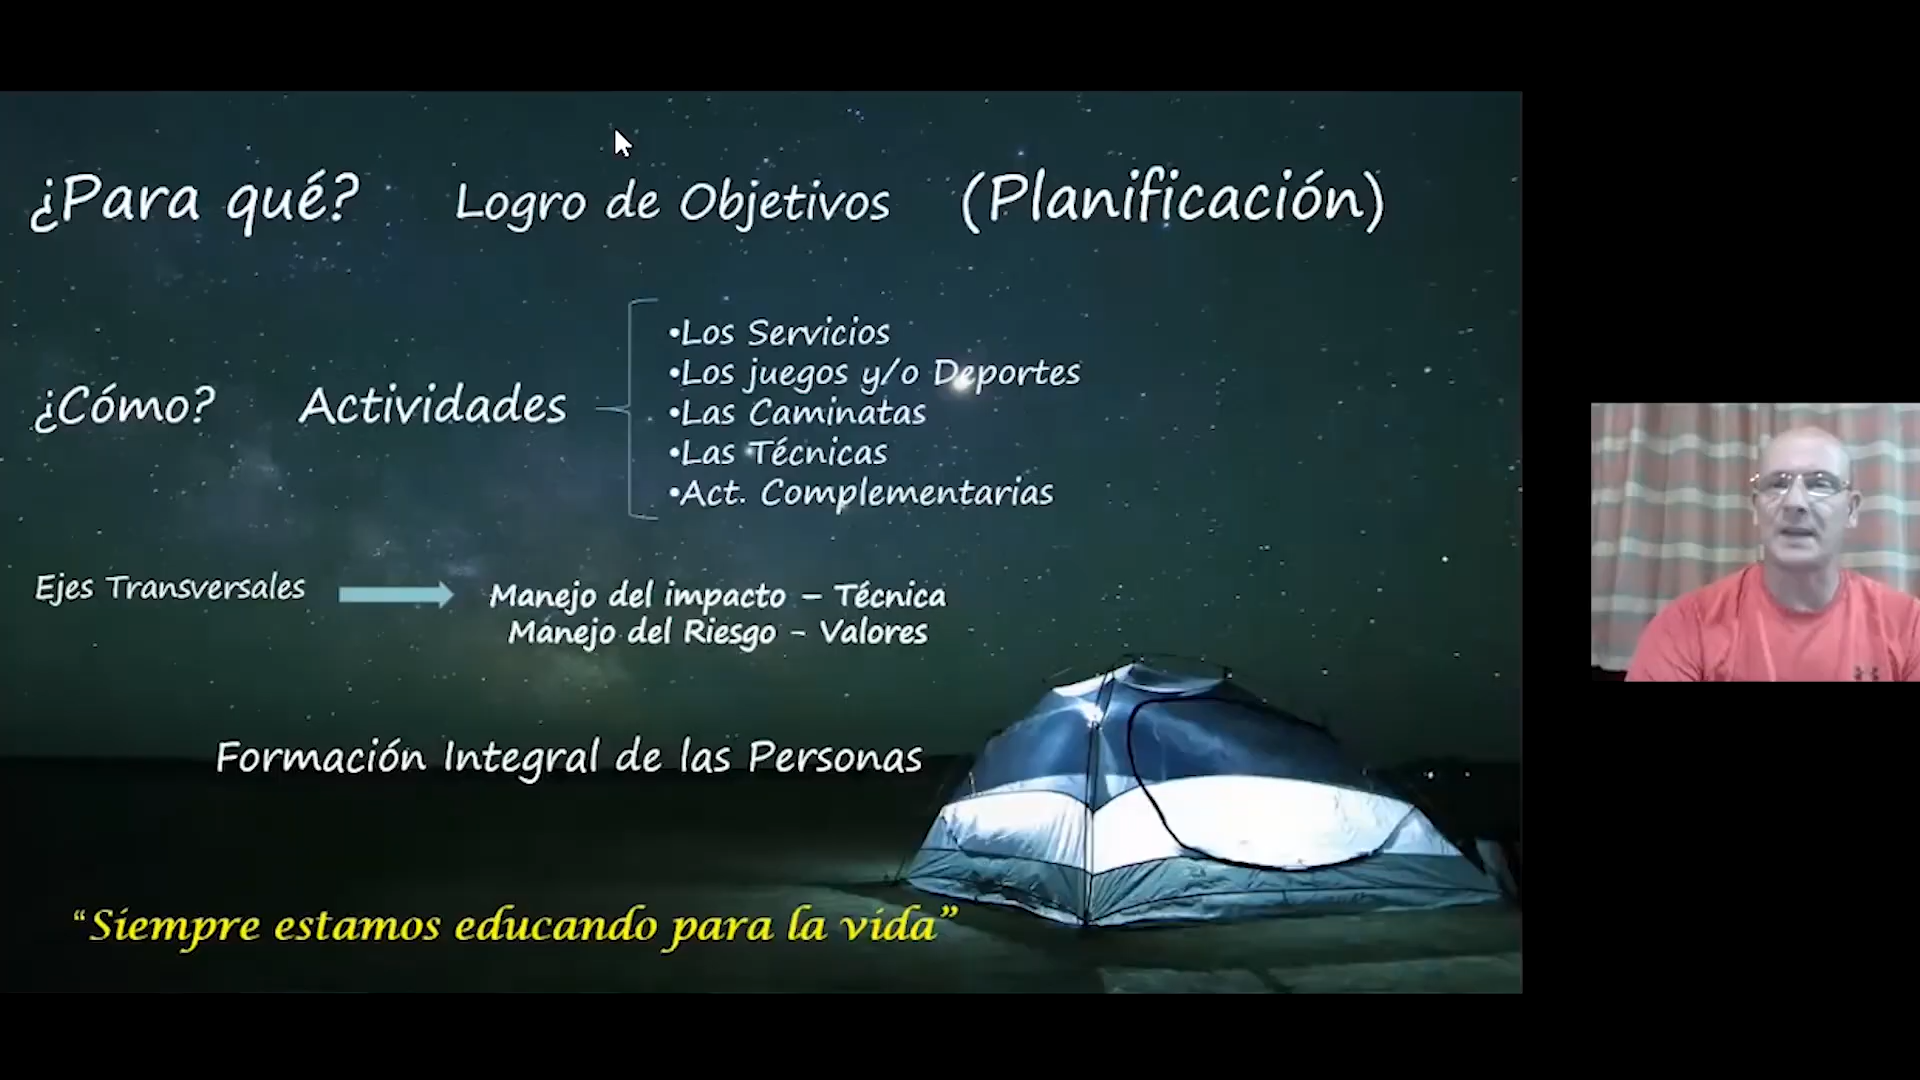 ¿Para qué? Logro de Objetivos (Planificación)
•Los Servicios
•Los juegos y/o Deportes
¿Cómo? Actividades
•Las Caminatas
•Las Técnicas
•Act. Complementarias
Ejes Transversales
Manejo del impacto – Técnica
Manejo del Riesgo - Valores
Formación Integral de las Personas
“Siempre estamos educando para la vida”